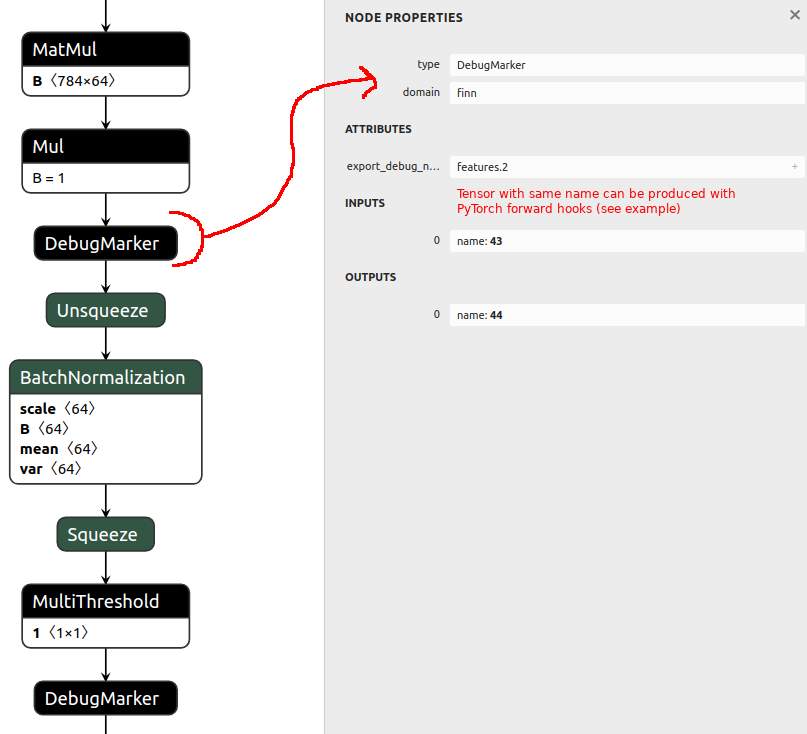 MatMul
B〈784×64〉
Mul
B = 1
DebugMarker
Unsqueeze
BatchNormalization
scale〈64〉
B〈64〉
mean〈64〉
var〈64〉
Squeeze
MultiThreshold
1〈1×1〉
DebugMarker
NODE PROPERTIES
×
type DebugMarker
domain finn
ATTRIBUTES
export_debug_n... features.2 +
Tensor with same name can be produced with
PyTorch forward hooks (see example)
INPUTS
0 name: 43
OUTPUTS
0 name: 44